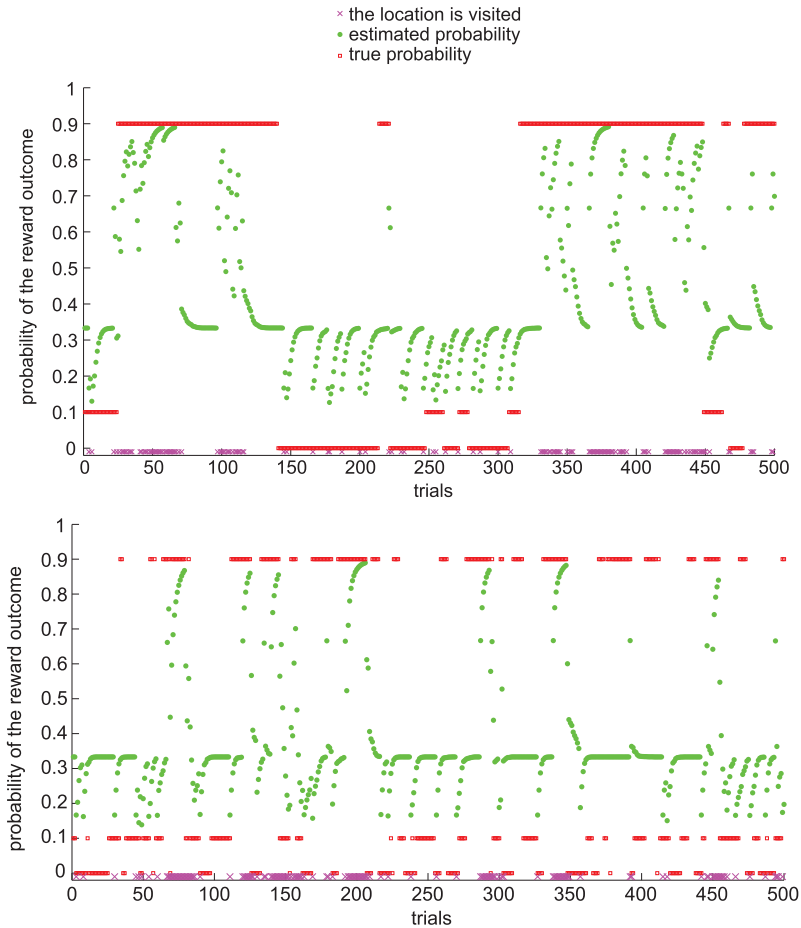 × the location is visited
estimated probability
true probability
1
0.9
0.8
0.7
0.6
0.5
0.4
0.3
0.2
0.1
0
probability of the reward outcome
0 50 100 150 200 250 300 350 400 450 500
trials
1
0.9
0.8
0.7
0.6
0.5
0.4
0.3
0.2
0.1
0
probability of the reward outcome
0 50 100 150 200 250 300 350 400 450 500
trials